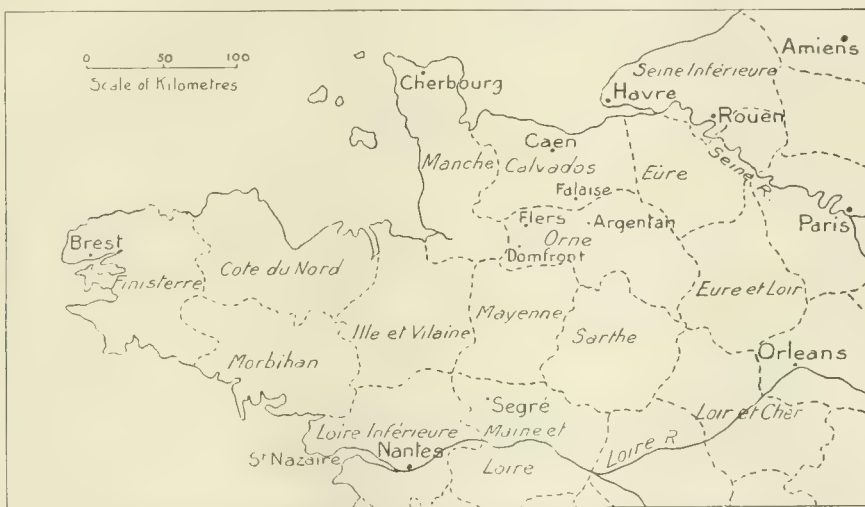 0 50 100
Scale of Kilometres
Cherbourg
Amiens
Seine Inférieure
Havre
Rouen
Seine R.
Caen
Manche
Calvados
Eure
Falaise
Flers
Argentan
Orne
Domfront
Paris
Brest
Finisterre
Cote du Nord
Ille et Vilaine
Mayenne
Sarthe
Eure et Loir
Morbihan
Orleans
Segré
Loir et Cher
Loire Inférieure
Maine et
Loire
Loire R
St Nazaire
Nantes